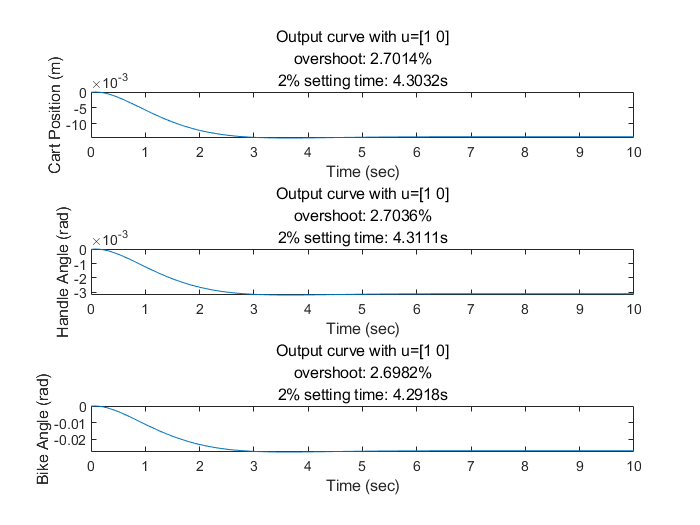 Output curve with u=[1 0]
overshoot: 2.7014%
2% setting time: 4.3032s
×10⁻³
0
-5
-10
Cart Position (m)
0 1 2 3 4 5 6 7 8 9 10
Time (sec)
Output curve with u=[1 0]
overshoot: 2.7036%
2% setting time: 4.3111s
×10⁻³
0
-1
-2
-3
Handle Angle (rad)
0 1 2 3 4 5 6 7 8 9 10
Time (sec)
Output curve with u=[1 0]
overshoot: 2.6982%
2% setting time: 4.2918s
0
-0.01
-0.02
Bike Angle (rad)
0 1 2 3 4 5 6 7 8 9 10
Time (sec)